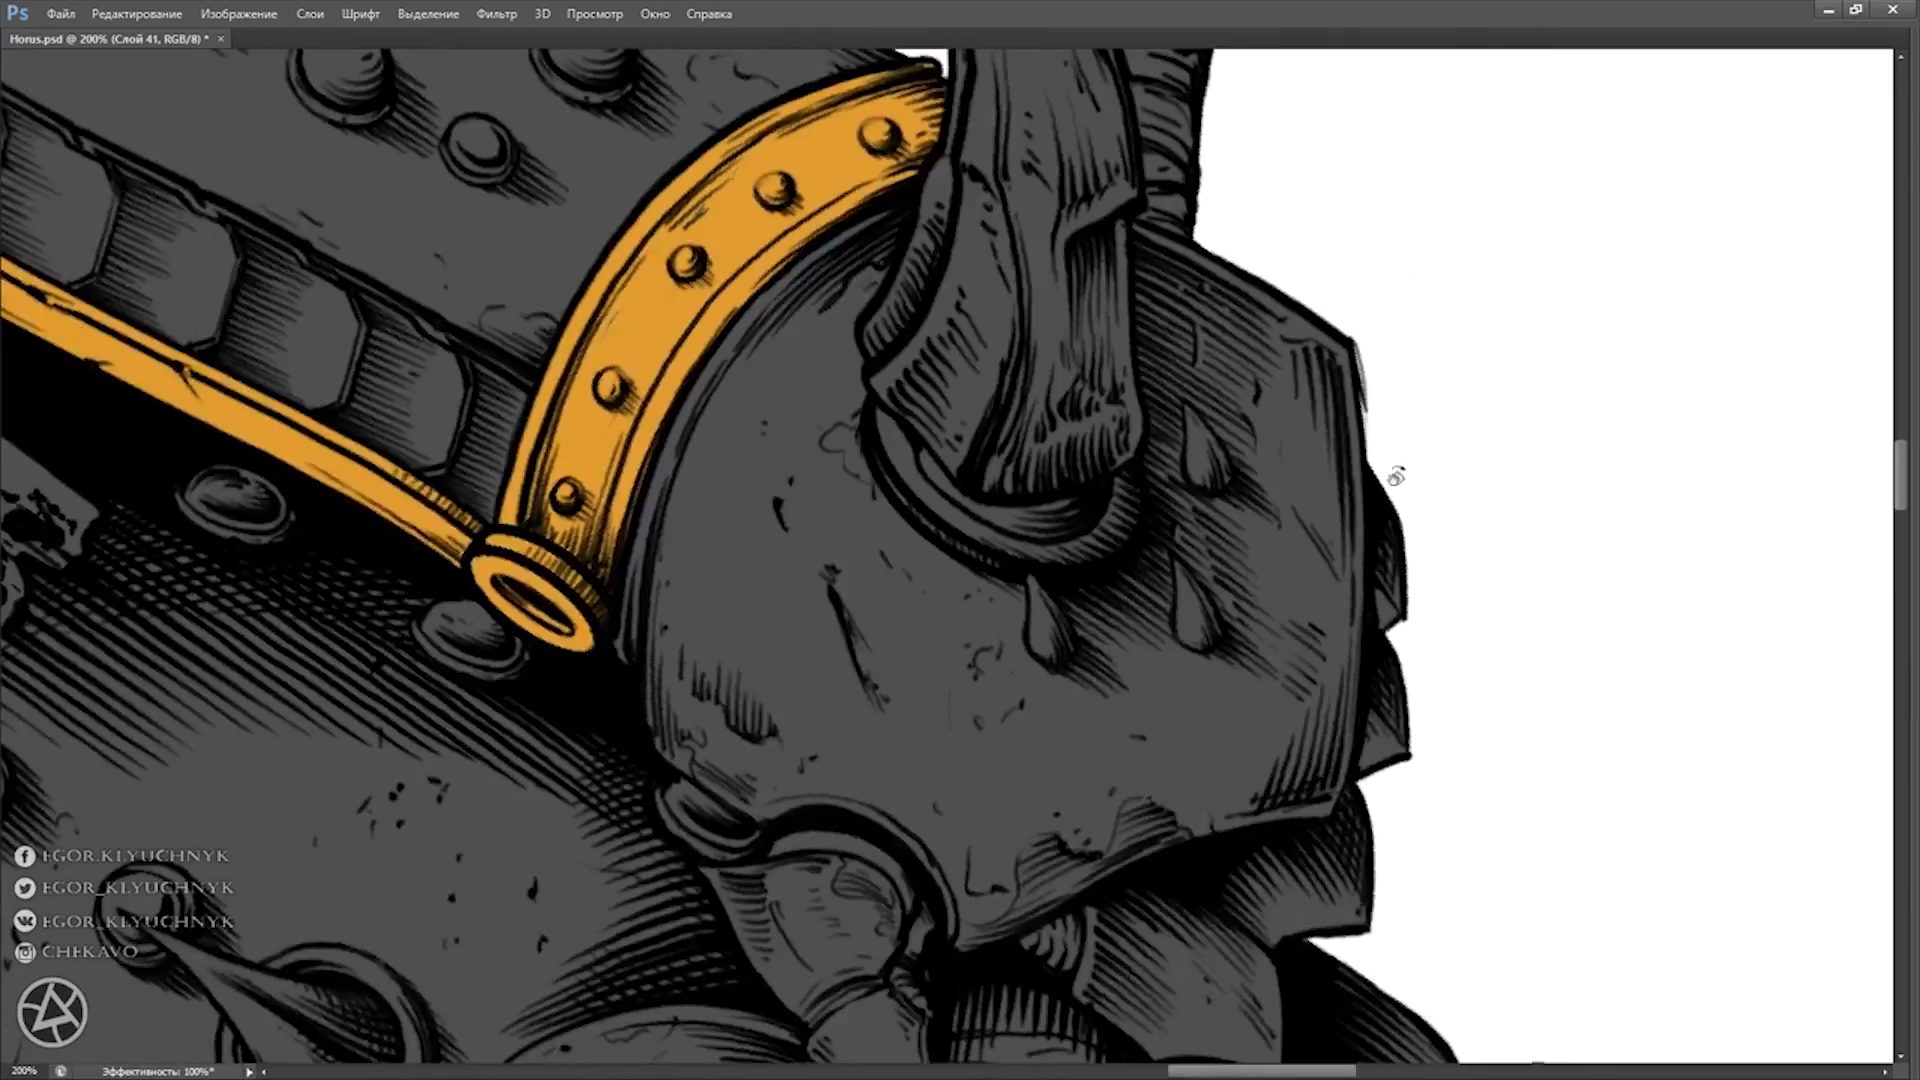 Ps Файл Редактирование Изображение Слои Шрифт Выделение Фильтр 3D Просмотр Окно Справка
Horus.psd @ 200% (Слой 41, RGB/8) * ×
EGOR.KLYUCHNYK
EGOR_KLYUCHNYK
EGOR_KLYUCHNYK
CHEKAVO
200% Эффективность: 100%*